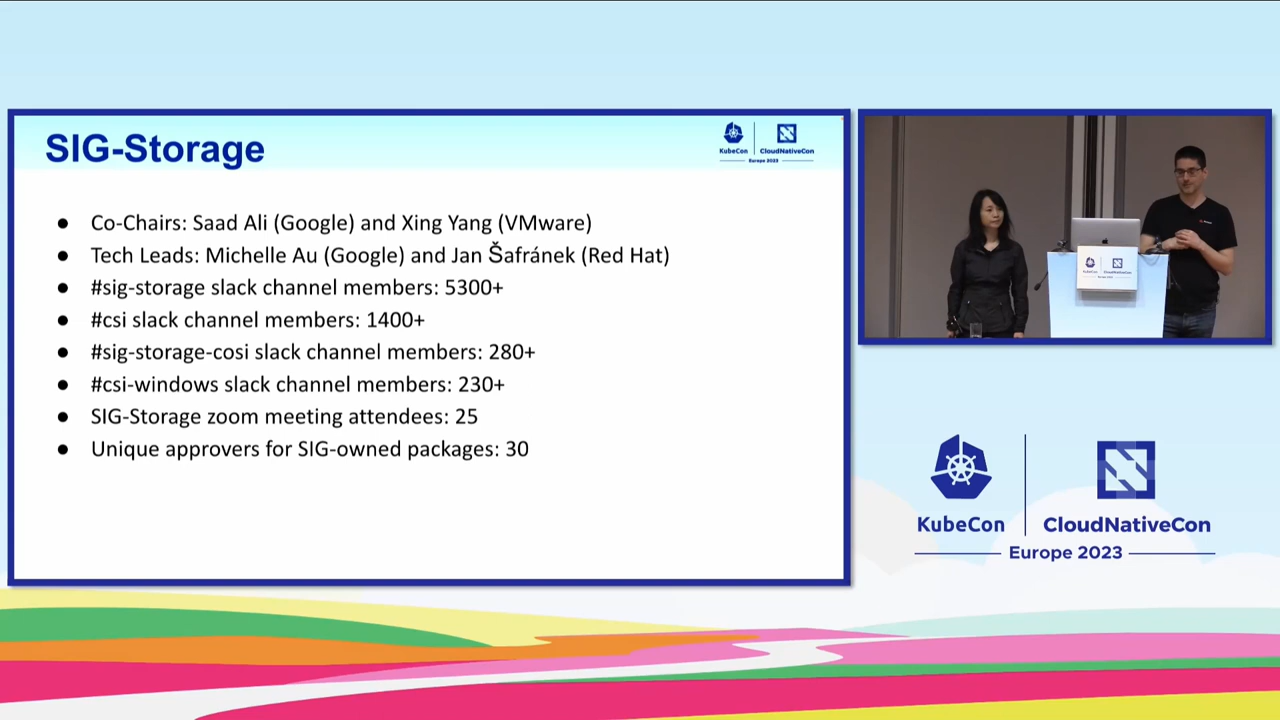 SIG-Storage
KubeCon
CloudNativeCon
Europe 2023
● Co-Chairs: Saad Ali (Google) and Xing Yang (VMware)
● Tech Leads: Michelle Au (Google) and Jan Šafránek (Red Hat)
● #sig-storage slack channel members: 5300+
● #csi slack channel members: 1400+
● #sig-storage-cosi slack channel members: 280+
● #csi-windows slack channel members: 230+
● SIG-Storage zoom meeting attendees: 25
● Unique approvers for SIG-owned packages: 30
KubeCon
CloudNativeCon
Europe 2023